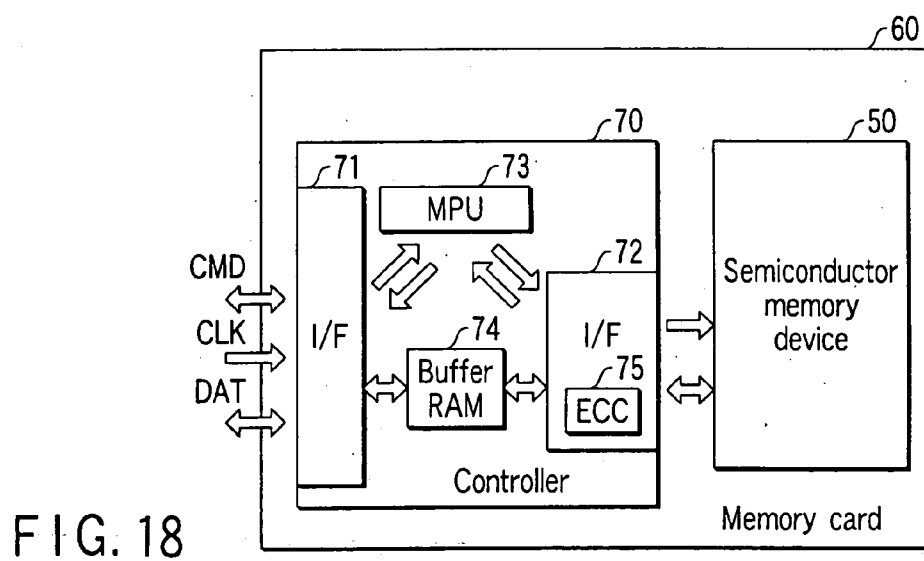 60
70
50
71
73
MPU
72
CMD
CLK
DAT
I/F
74
Buffer
RAM
I/F
75
ECC
Semiconductor
memory
device
Controller
Memory card
FIG. 18